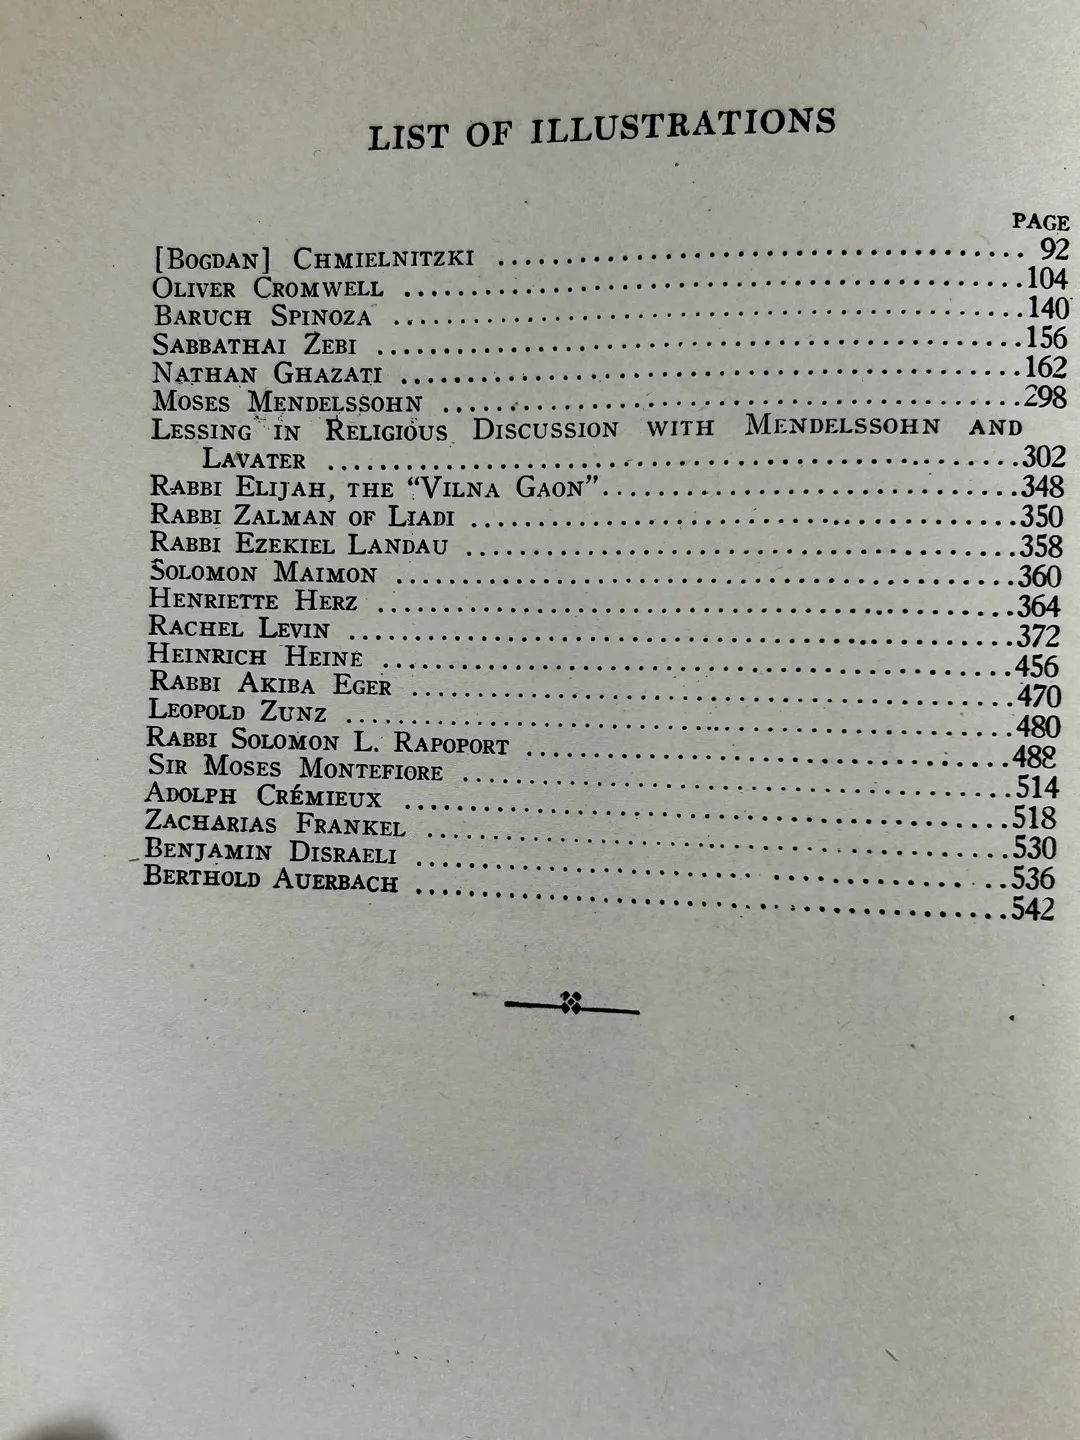 LIST OF ILLUSTRATIONS
PAGE
[BOGDAN] CHMIELNITZKI ........................................ 92
OLIVER CROMWELL ........................................104
BARUCH SPINOZA ........................................140
SABBATHAI ZEBI ........................................156
NATHAN GHAZATI ........................................162
MOSES MENDELSSOHN ........................................298
LESSING IN RELIGIOUS DISCUSSION WITH MENDELSSOHN AND
LAVATER ........................................302
RABBI ELIJAH, THE “VILNA GAON”........................................348
RABBI ZALMAN OF LIADI ........................................350
RABBI EZEKIEL LANDAU ........................................358
SOLOMON MAIMON ........................................360
HENRIETTE HERZ ........................................364
RACHEL LEVIN ........................................372
HEINRICH HEINE ........................................456
RABBI AKIBA EGER ........................................470
LEOPOLD ZUNZ ........................................480
RABBI SOLOMON L. RAPOPORT ........................................488
SIR MOSES MONTEFIORE ........................................514
ADOLPH CRÉMIEUX ........................................518
ZACHARIAS FRANKEL ........................................530
BENJAMIN DISRAELI ........................................536
BERTHOLD AUERBACH ........................................542